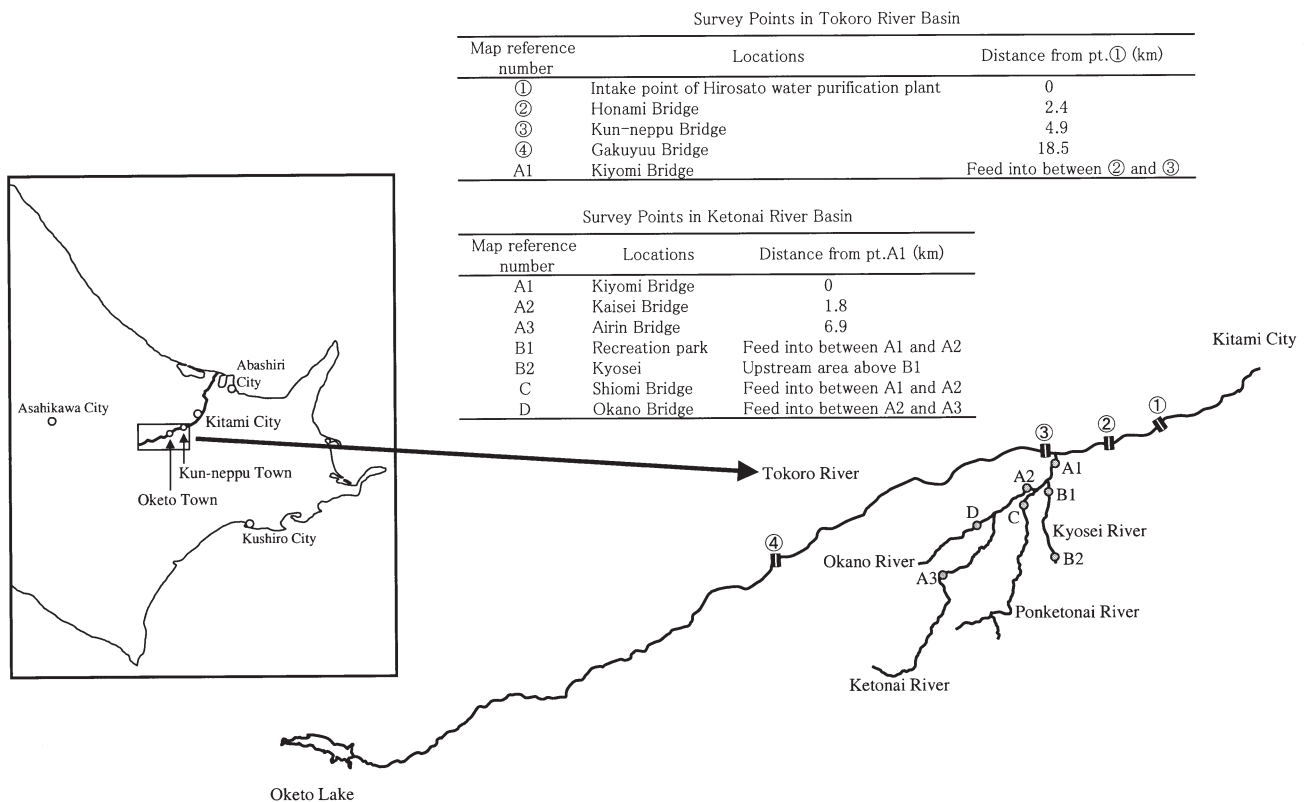 Survey Points in Tokoro River Basin
Map reference number Locations Distance from pt.① (km)
① Intake point of Hirosato water purification plant 0
② Honami Bridge 2.4
③ Kun-neppu Bridge 4.9
④ Gakuyuu Bridge 18.5
A1 Kiyomi Bridge Feed into between ② and ③
Survey Points in Ketonai River Basin
Map reference number Locations Distance from pt.A1 (km)
A1 Kiyomi Bridge 0
A2 Kaisei Bridge 1.8
A3 Airin Bridge 6.9
B1 Recreation park Feed into between A1 and A2
B2 Kyosei Upstream area above B1
C Shiomi Bridge Feed into between A1 and A2
D Okano Bridge Feed into between A2 and A3
Abashiri
City
Asahikawa City
Kitami City
Kun-neppu Town
Oketo Town
Kushiro City
Kitami City
①
②
③
Tokoro River
A1
A2
B1
C
D
Kyosei River
④
Okano River
B2
A3
Ponketonai River
Ketonai River
Oketo Lake